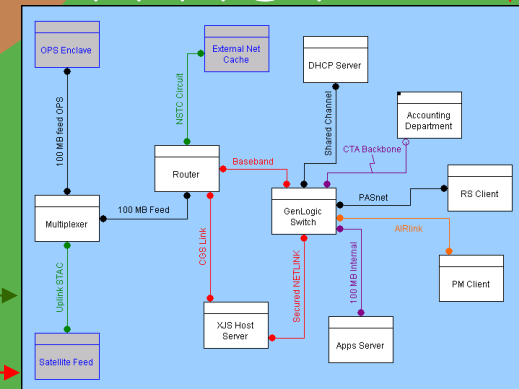 OPS Enclave
External Net
Cache
DHCP Server
Accounting
Department
100 MB feed OPS
NSTC Circuit
Shared Channel
CTA Backbone
Router
Baseband
GenLogic
Switch
PASnet
RS Client
Multiplexer
100 MB Feed
AIRlink
CGS Link
Secured NETLINK
100 MB Internal
PM Client
Uplink STAC
XJS Host
Server
Apps Server
Satellite Feed